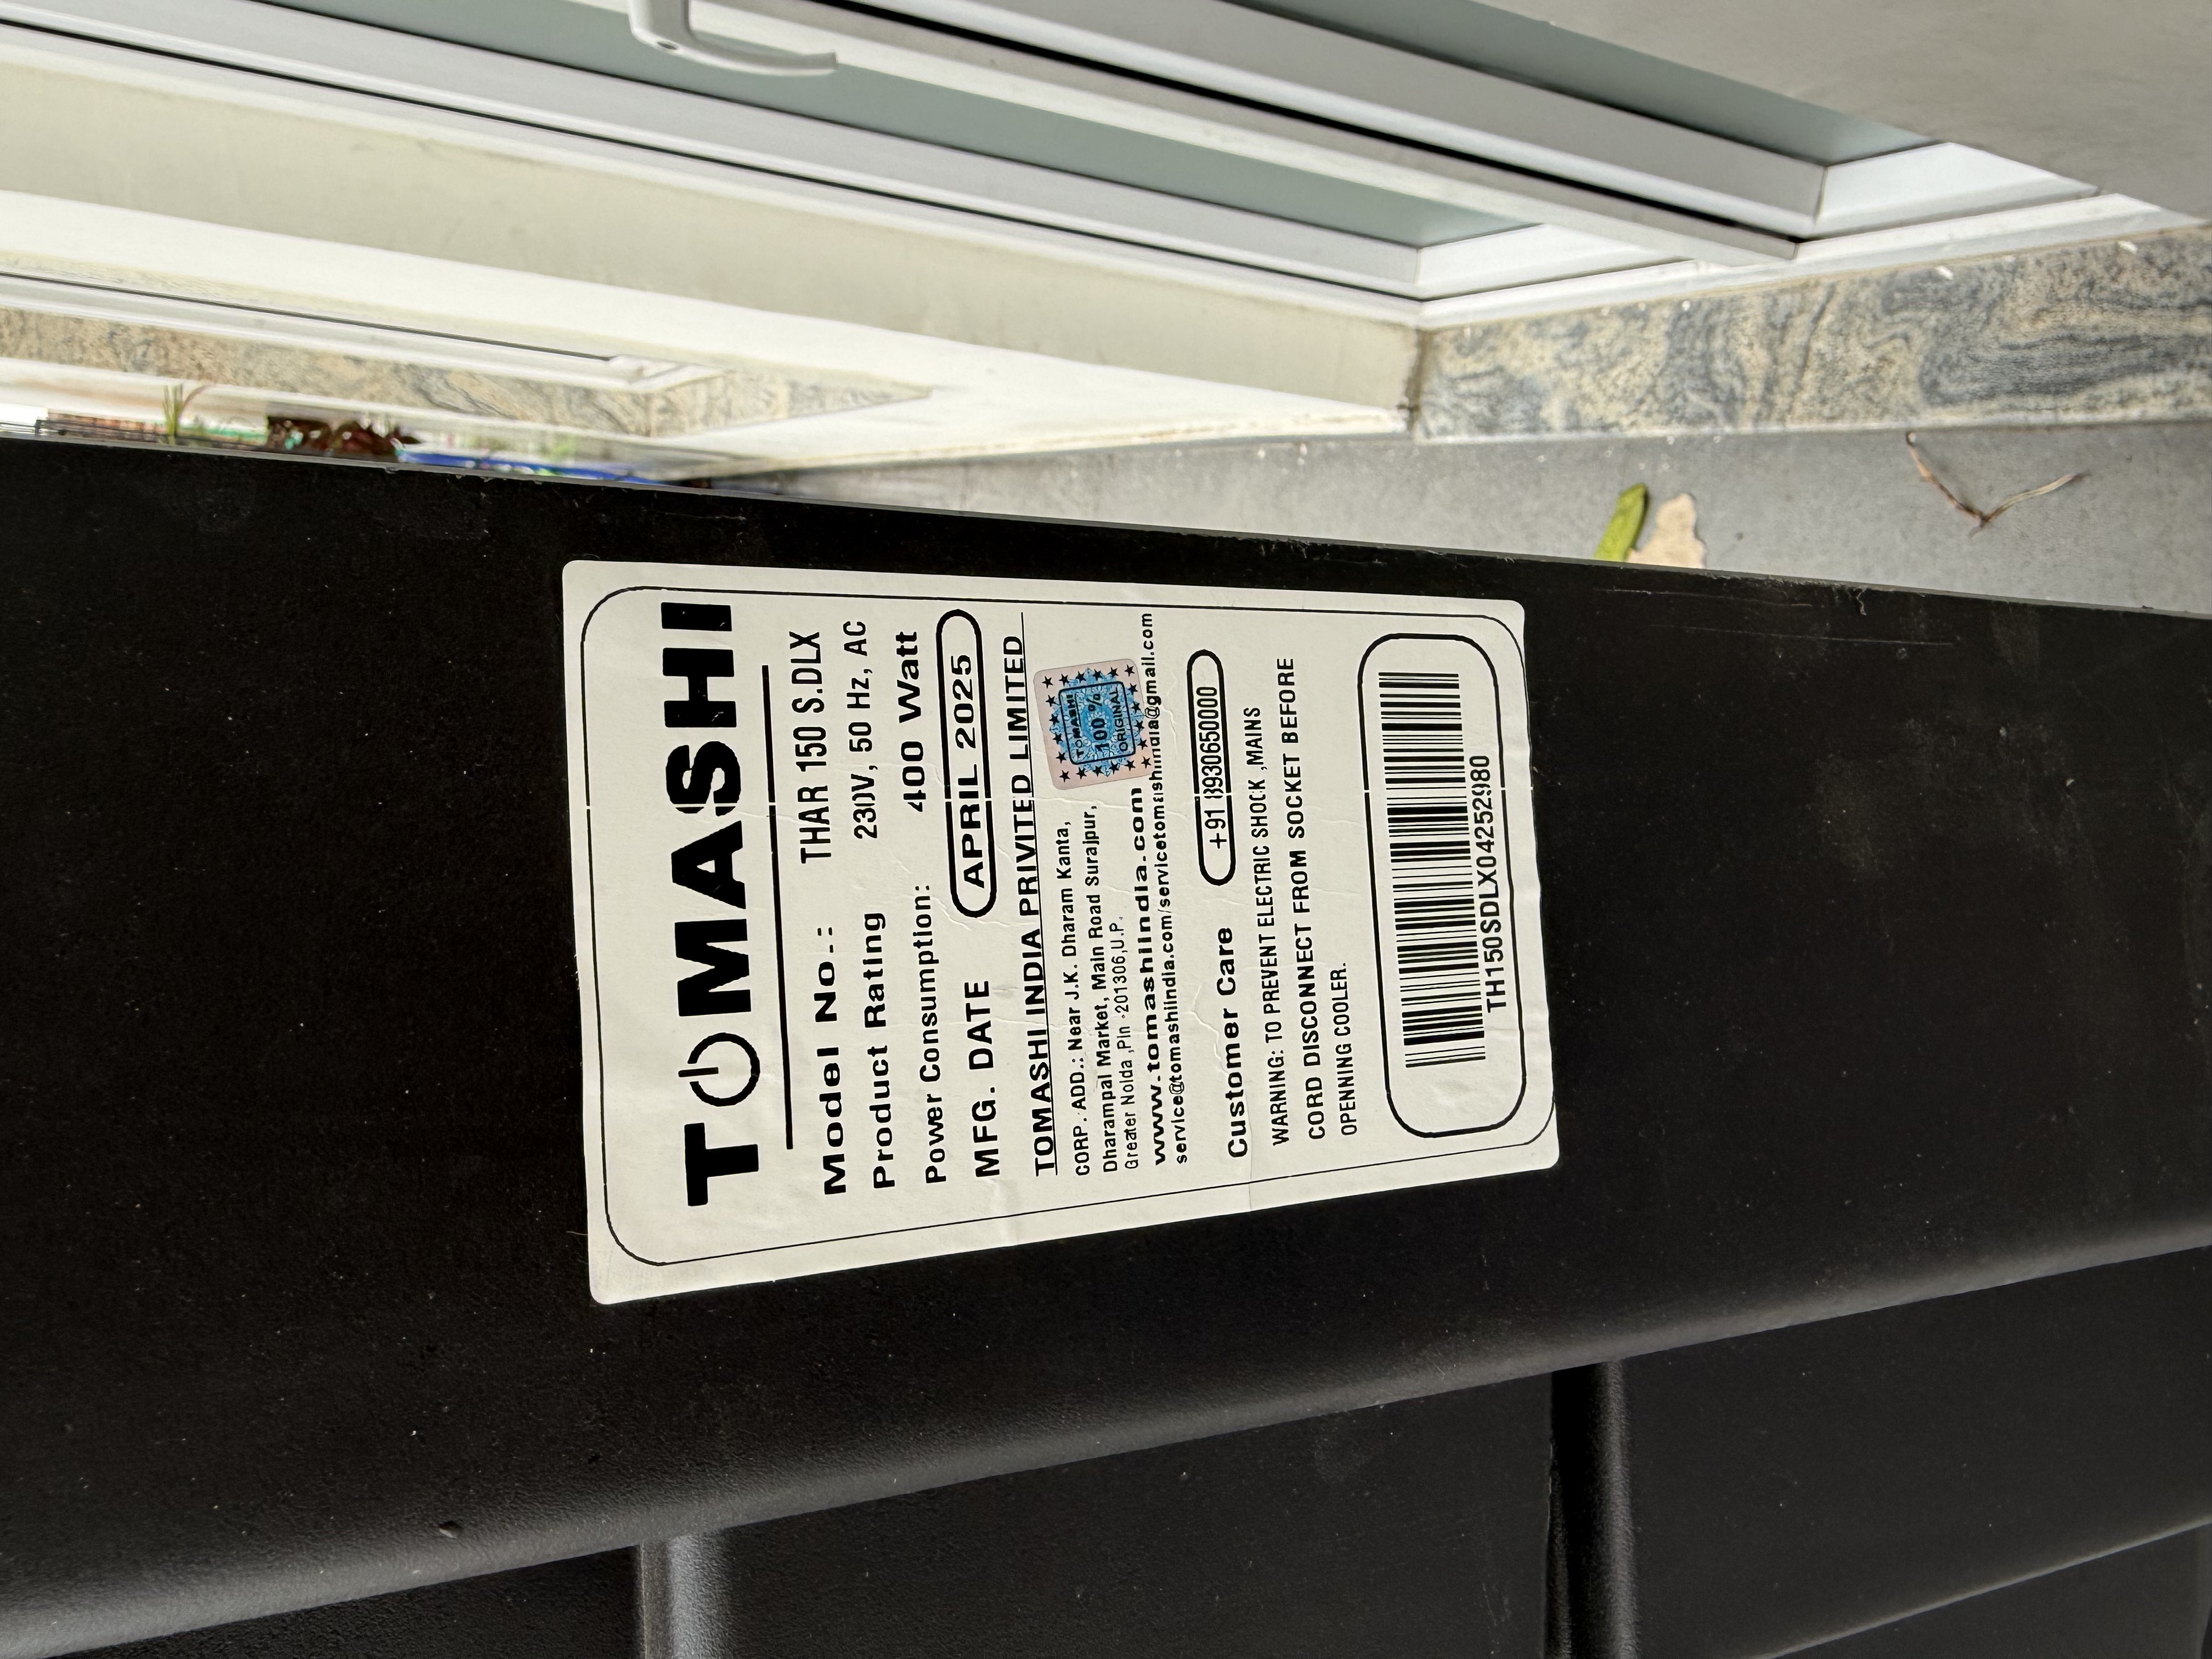 TOMASHI
Model No.: THAR 150 S.DLX
Product Rating 230V, 50 Hz, AC
Power Consumption: 400 Watt
MFG. DATE APRIL 2025
TOMASHI INDIA PRIVITED LIMITED
CORP. ADD.: Near J.K. Dharam Kanta,
Dharampal Market, Main Road Surajpur,
Greater Noida ,Pin -201306,U.P.
www.tomashiindia.com
service@tomashiindia.com/servicetomashiindia@gmail.com
TOMASHI
100 %
ORIGINAL
Customer Care +91 8930650000
WARNING: TO PREVENT ELECTRIC SHOCK ,MAINS
CORD DISCONNECT FROM SOCKET BEFORE
OPENNING COOLER.
TH150SDLX04252980